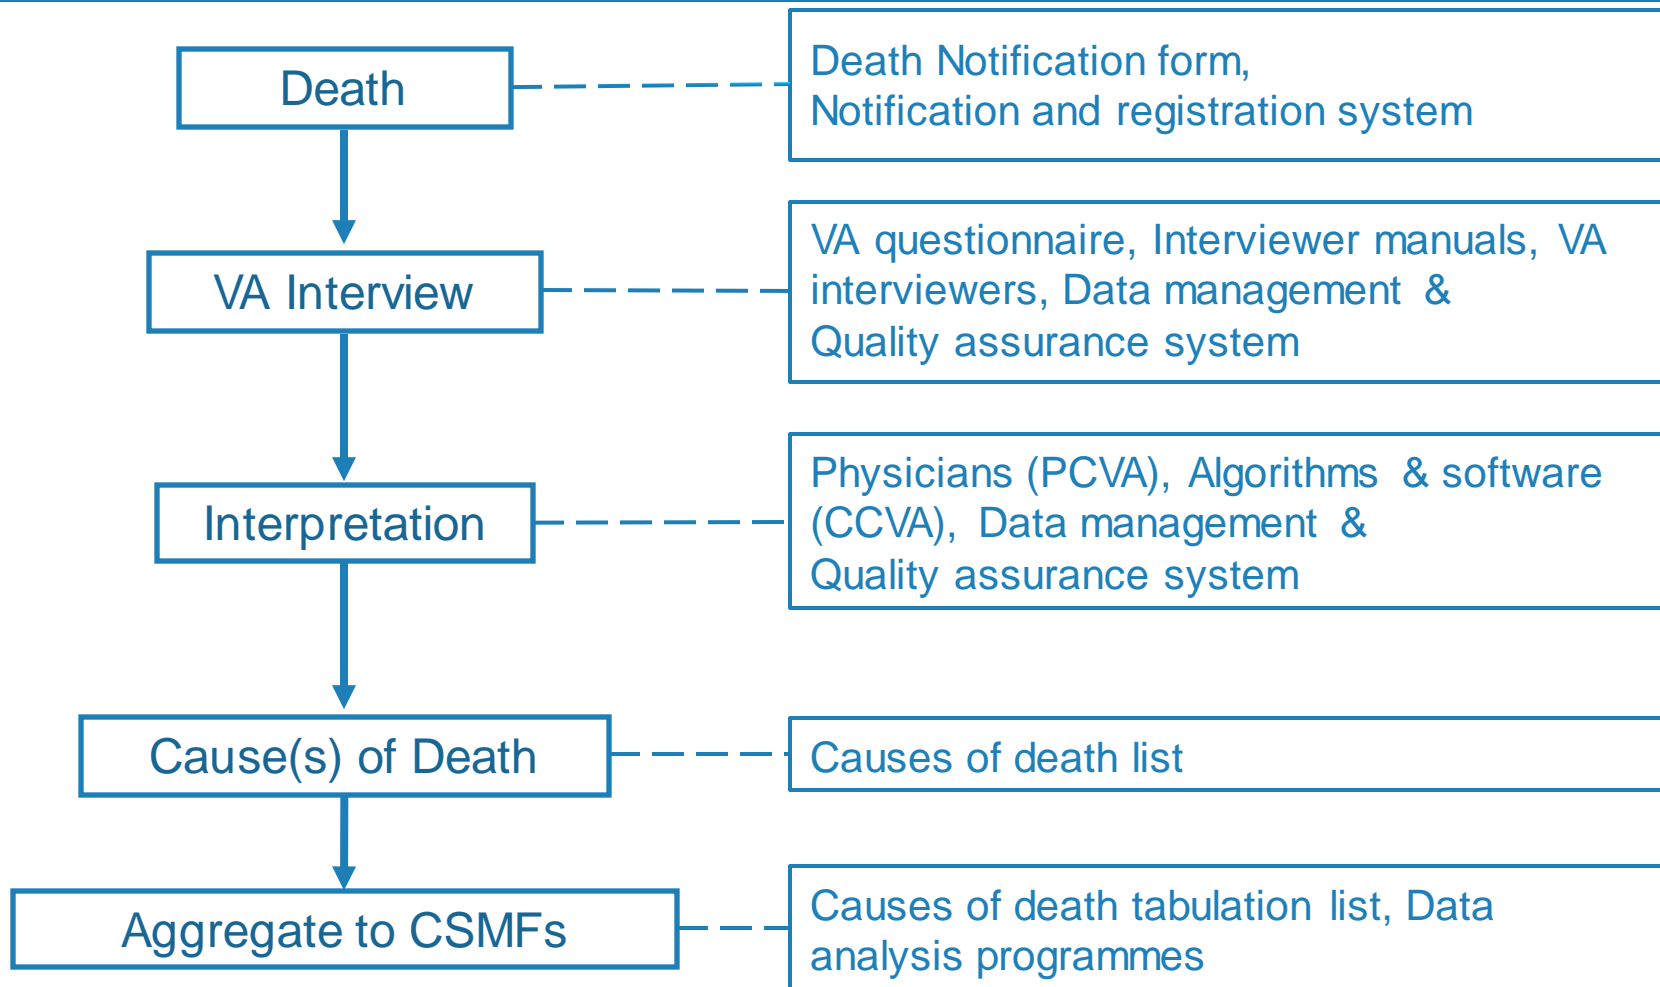 Death
Death Notification form,
Notification and registration system
VA Interview
VA questionnaire, Interviewer manuals, VA
interviewers, Data management &
Quality assurance system
Interpretation
Physicians (PCVA), Algorithms & software
(CCVA), Data management &
Quality assurance system
Cause(s) of Death
Causes of death list
Aggregate to CSMFs
Causes of death tabulation list, Data
analysis programmes